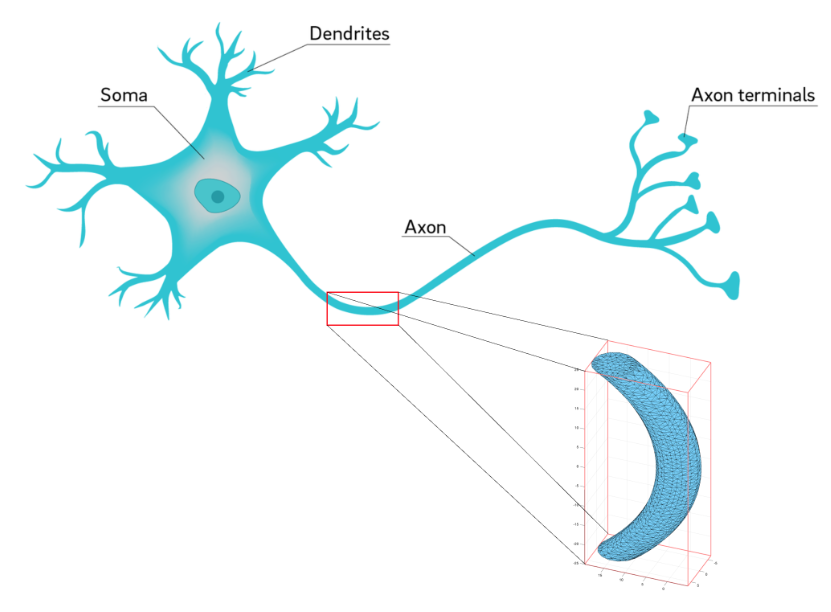 Dendrites
Soma
Axon terminals
Axon